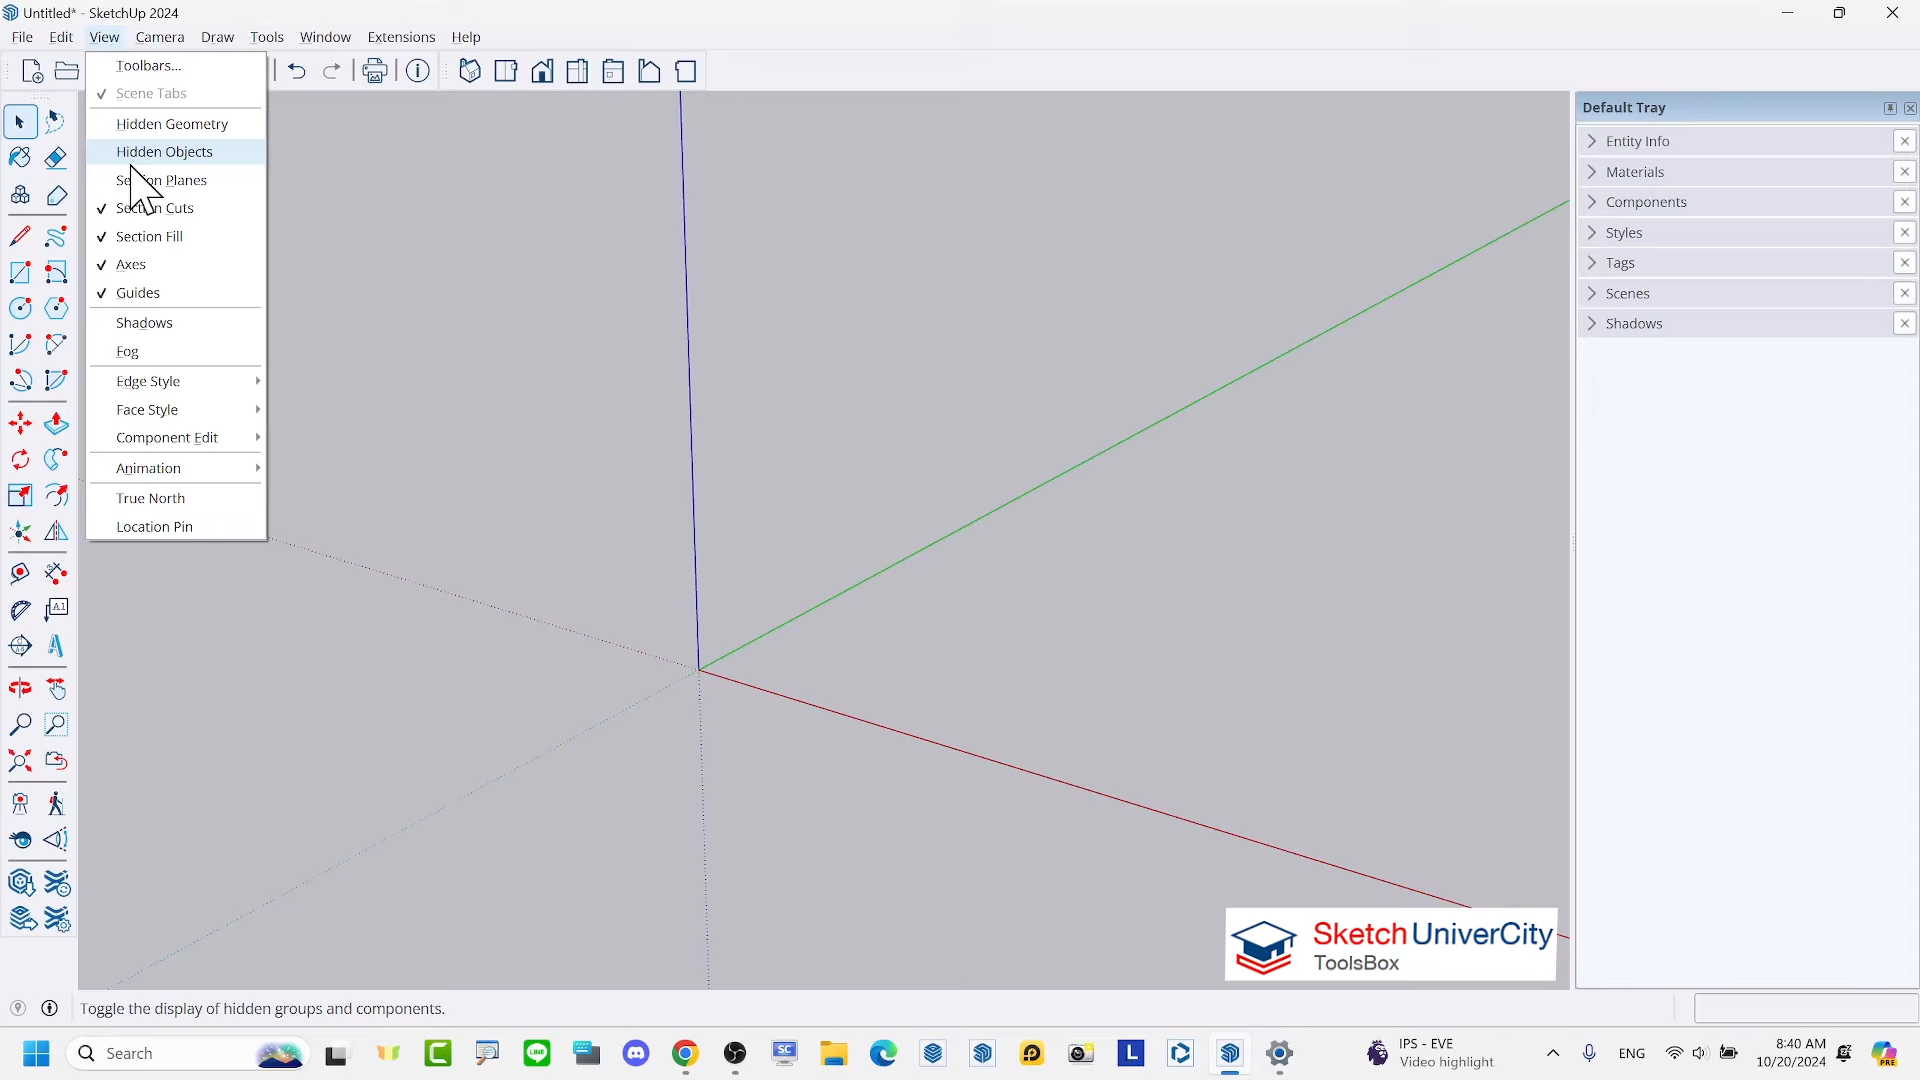 Untitled* - SketchUp 2024
File Edit View Camera Draw Tools Window Extensions Help
Toolbars...
Scene Tabs
Hidden Geometry
Hidden Objects
Section Planes
Section Cuts
Section Fill
Axes
Guides
Shadows
Fog
Edge Style
Face Style
Component Edit
Animation
True North
Location Pin
Default Tray
Entity Info
Materials
Components
Styles
Tags
Scenes
Shadows
Sketch UniverCity
ToolsBox
Toggle the display of hidden groups and components.
Search
IPS - EVE
Video highlight
ENG
8:40 AM
10/20/2024